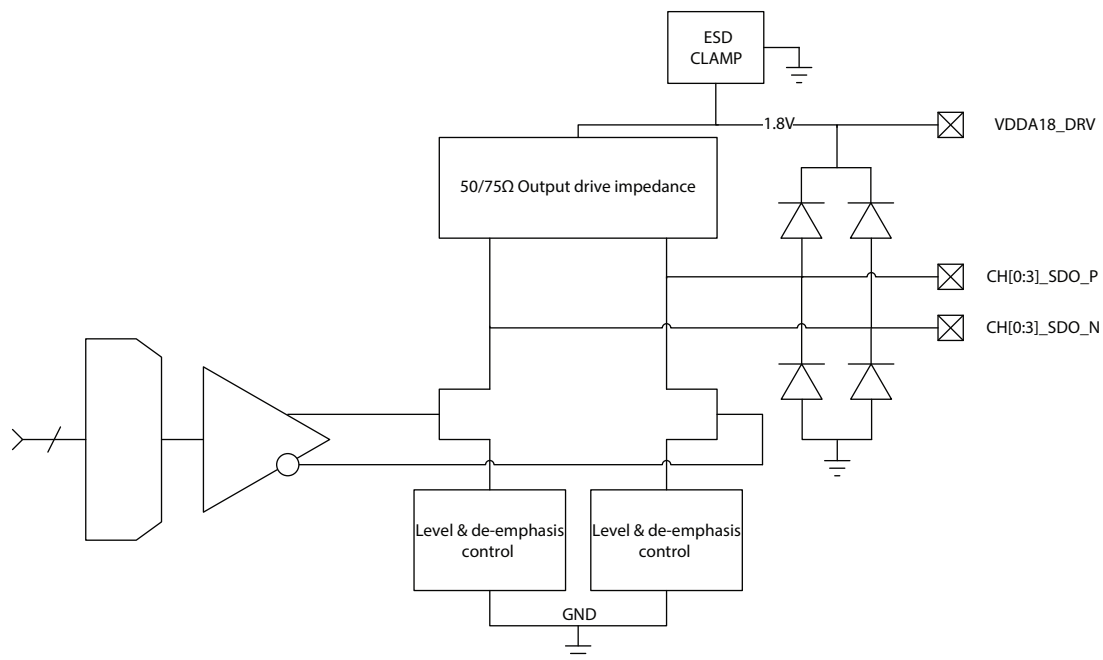 ESD
CLAMP
1.8V
VDDA18_DRV
50/75Ω Output drive impedance
CH[0:3]_SDO_P
CH[0:3]_SDO_N
Level & de-emphasis
control
Level & de-emphasis
control
GND